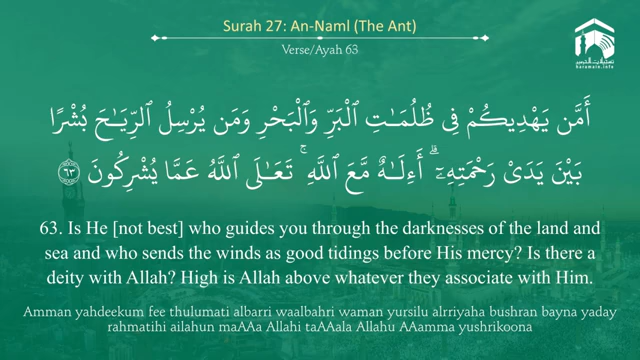 Surah 27: An-Naml (The Ant)
Verse/Ayah 63
haramain.info
أَمَّن يَهْدِيكُمْ فِى ظُلُمَـٰتِ ٱلْبَرِّ وَٱلْبَحْرِ وَمَن يُرْسِلُ ٱلرِّيَـٰحَ بُشْرًۢا
بَيْنَ يَدَىْ رَحْمَتِهِۦٓ ۗ أَءِلَـٰهٌ مَّعَ ٱللَّهِ ۚ تَعَـٰلَى ٱللَّهُ عَمَّا يُشْرِكُونَ ٦٣
63. Is He [not best] who guides you through the darknesses of the land and
sea and who sends the winds as good tidings before His mercy? Is there a
deity with Allah? High is Allah above whatever they associate with Him.
Amman yahdeekum fee thulumati albarri waalbahri waman yursilu alrriyaha bushran bayna yaday
rahmatihi ailahun maAAa Allahi taAAala Allahu AAamma yushrikoona